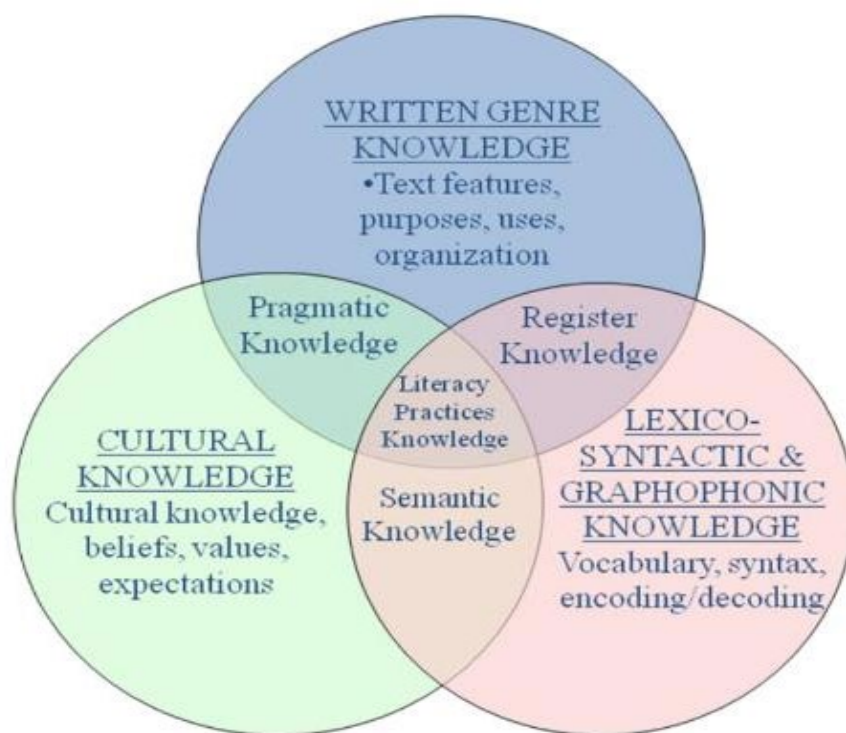 WRITTEN GENRE
KNOWLEDGE
•Text features,
purposes, uses,
organization
Pragmatic
Knowledge
Register
Knowledge
Literacy
Practices
Knowledge
CULTURAL
KNOWLEDGE
Cultural knowledge,
beliefs, values,
expectations
Semantic
Knowledge
LEXICO-
SYNTACTIC &
GRAPHOPHONIC
KNOWLEDGE
Vocabulary, syntax,
encoding/decoding